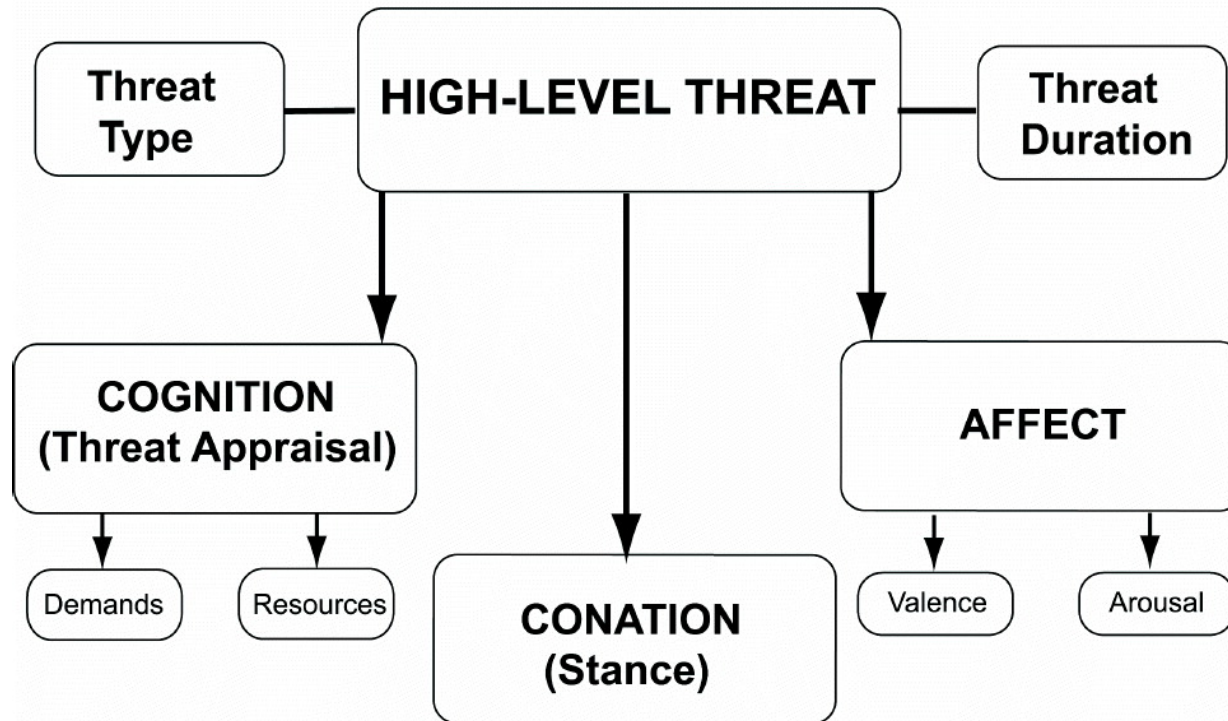 Threat
Type
HIGH-LEVEL THREAT
Threat
Duration
COGNITION
(Threat Appraisal)
AFFECT
Demands
Resources
CONATION
(Stance)
Valence
Arousal